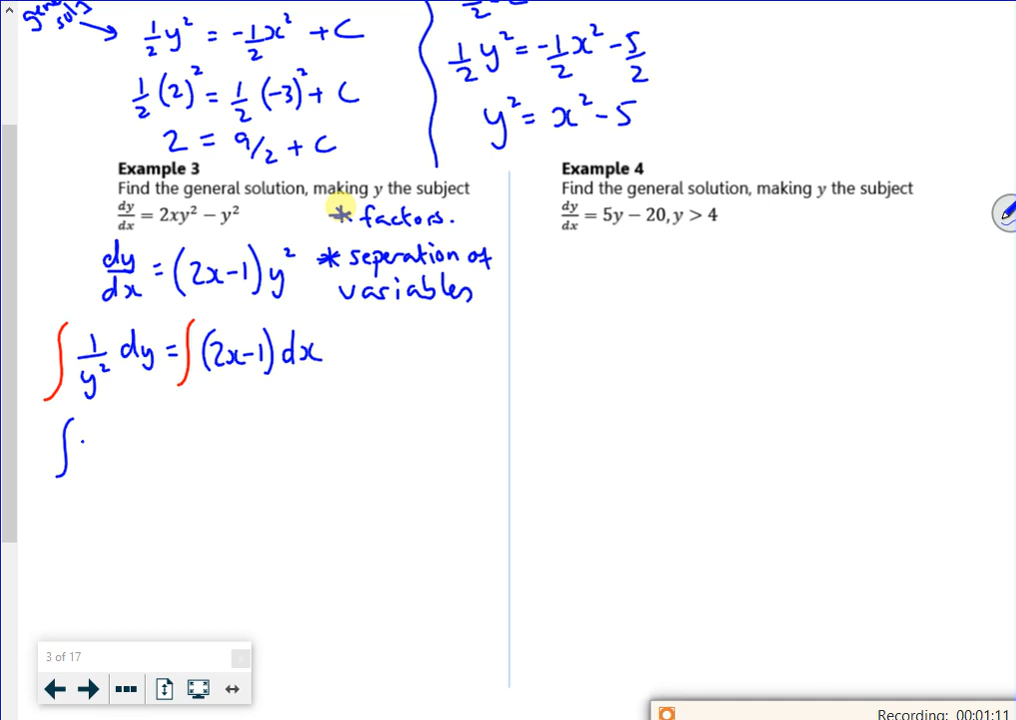 general soln
½y² = -½x² + C
½(2)² = ½(-3)² + C
2 = 9/2 + C
½y² = -½x² - 5/2
y² = x² - 5
Example 3
Find the general solution, making y the subject
dy/dx = 2xy² − y²
* factors.
dy/dx = (2x-1)y²
* seperation of
variables
∫ 1/y² dy = ∫(2x-1)dx
∫
Example 4
Find the general solution, making y the subject
dy/dx = 5y − 20, y > 4
3 of 17
Recording: 00:01:11